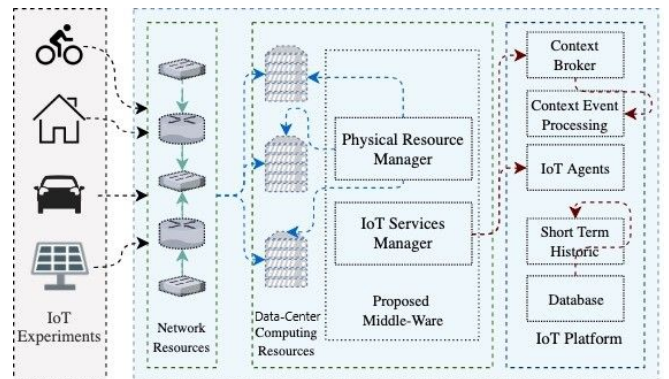 IoT
Experiments
Network
Resources
Data-Center
Computing
Resources
Physical Resource
Manager
IoT Services
Manager
Proposed
Middle-Ware
Context
Broker
Context Event
Processing
IoT Agents
Short Term
Historic
Database
IoT Platform